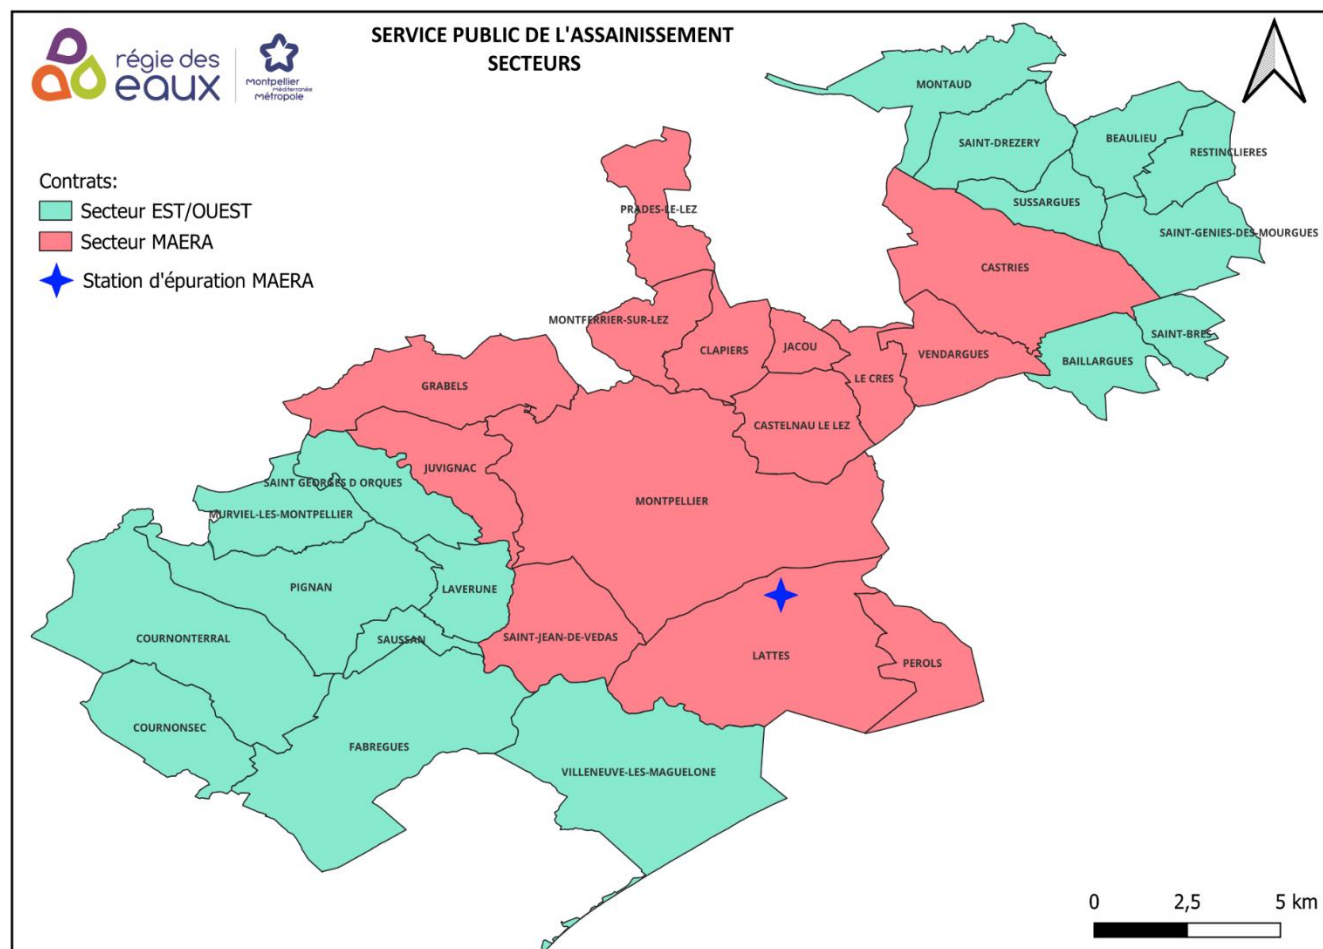 régie des
eaux
montpellier
méditerranée
métropole
SERVICE PUBLIC DE L'ASSAINISSEMENT
SECTEURS
Contrats:
Secteur EST/OUEST
Secteur MAERA
Station d'épuration MAERA
MONTAUD
SAINT-DREZERY
BEAULIEU
RESTINCLIERES
SUSSARGUES
SAINT-GENIES-DES-MOURGUES
PRADES-LE-LEZ
CASTRIES
MONTFERRIER-SUR-LEZ
CLAPIERS
JACOU
VENDARGUES
SAINT-BRES
BAILLARGUES
LE CRES
GRABELS
CASTELNAU LE LEZ
JUVIGNAC
SAINT GEORGES D ORQUES
MURVIEL-LES-MONTPELLIER
MONTPELLIER
PIGNAN
LAVERUNE
COURNONTERRAL
SAUSSAN
SAINT-JEAN-DE-VEDAS
LATTES
PEROLS
COURNONSEC
FABREGUES
VILLENEUVE-LES-MAGUELONE
0 2,5 5 km